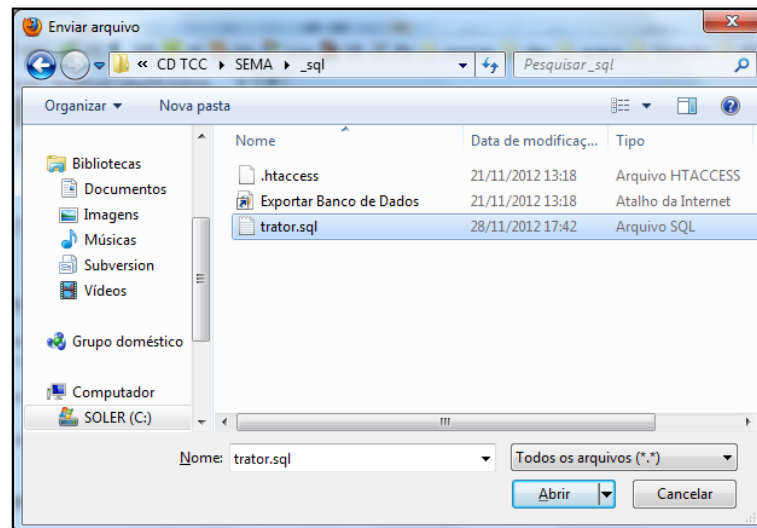 Enviar arquivo
« CD TCC ▸ SEMA ▸ _sql
Pesquisar _sql
Organizar Nova pasta
Nome Data de modificaç... Tipo
.htaccess 21/11/2012 13:18 Arquivo HTACCESS
Exportar Banco de Dados 21/11/2012 13:18 Atalho da Internet
trator.sql 28/11/2012 17:42 Arquivo SQL
Bibliotecas
Documentos
Imagens
Músicas
Subversion
Vídeos
Grupo doméstico
Computador
SOLER (C:)
Nome: trator.sql Todos os arquivos (*.*)
Abrir Cancelar